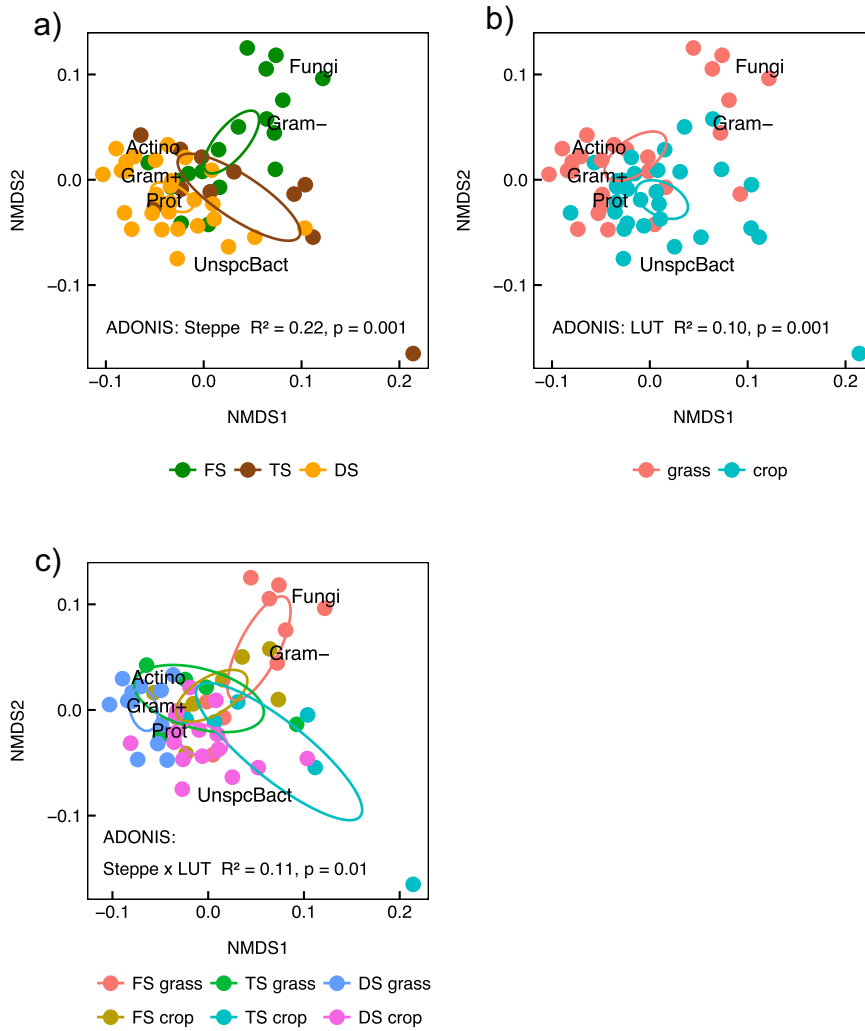 a)
NMDS2
0.1
0.0
−0.1
Fungi
Gram−
Actino
Gram+
Prot
UnspcBact
ADONIS: Steppe R² = 0.22, p = 0.001
−0.1 0.0 0.1 0.2
NMDS1
FS TS DS
b)
NMDS2
0.1
0.0
−0.1
Fungi
Gram−
Actino
Gram+
Prot
UnspcBact
ADONIS: LUT R² = 0.10, p = 0.001
−0.1 0.0 0.1 0.2
NMDS1
grass crop
c)
NMDS2
0.1
0.0
−0.1
Fungi
Gram−
Actino
Gram+
Prot
UnspcBact
ADONIS:
Steppe x LUT R² = 0.11, p = 0.01
−0.1 0.0 0.1 0.2
NMDS1
FS grass TS grass DS grass
FS crop TS crop DS crop